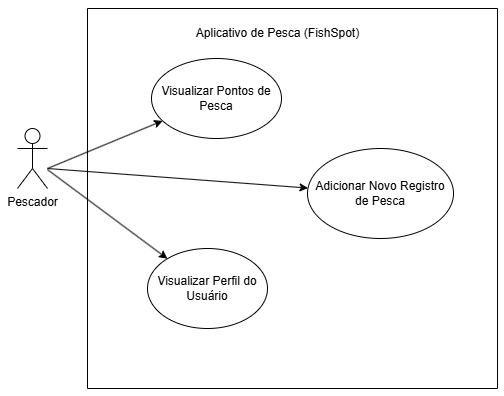 Aplicativo de Pesca (FishSpot)
Visualizar Pontos de
Pesca
Adicionar Novo Registro
de Pesca
Pescador
Visualizar Perfil do
Usuário